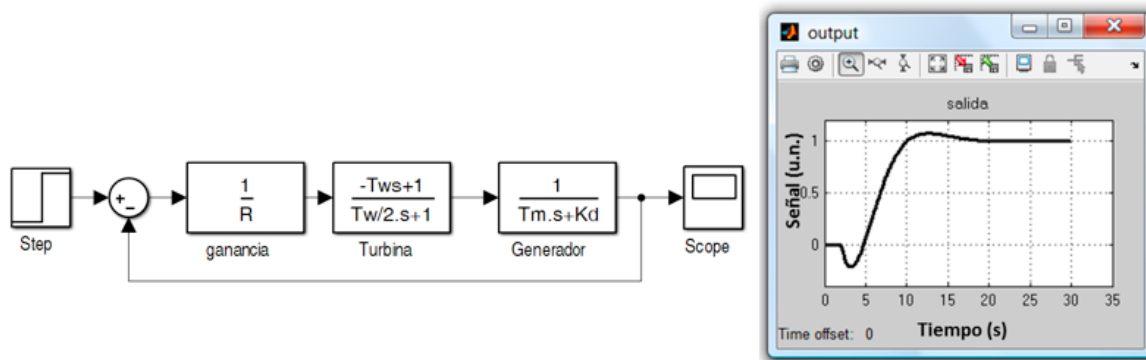 Step
+
-
1
R
ganancia
-Tws+1
Tw/2.s+1
Turbina
1
Tm.s+Kd
Generador
Scope
output
salida
Señal (u.n.)
1
0.5
0
0 5 10 15 20 25 30 35
Time offset: 0
Tiempo (s)